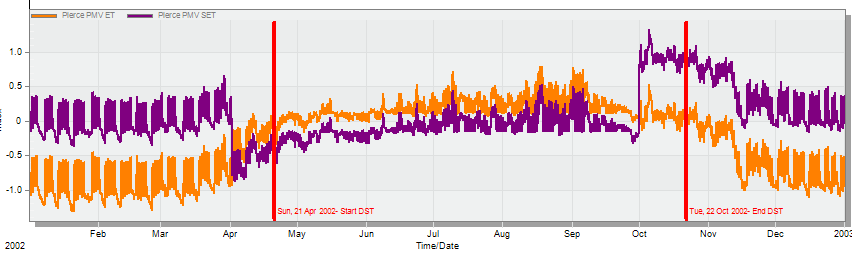 Pierce PMV ET Pierce PMV SET
1.0
0.5
0
-0.5
-1.0
Sun, 21 Apr 2002- Start DST Tue, 22 Oct 2002- End DST
Feb Mar Apr May Jun Jul Aug Sep Oct Nov Dec 2003
2002 Time/Date